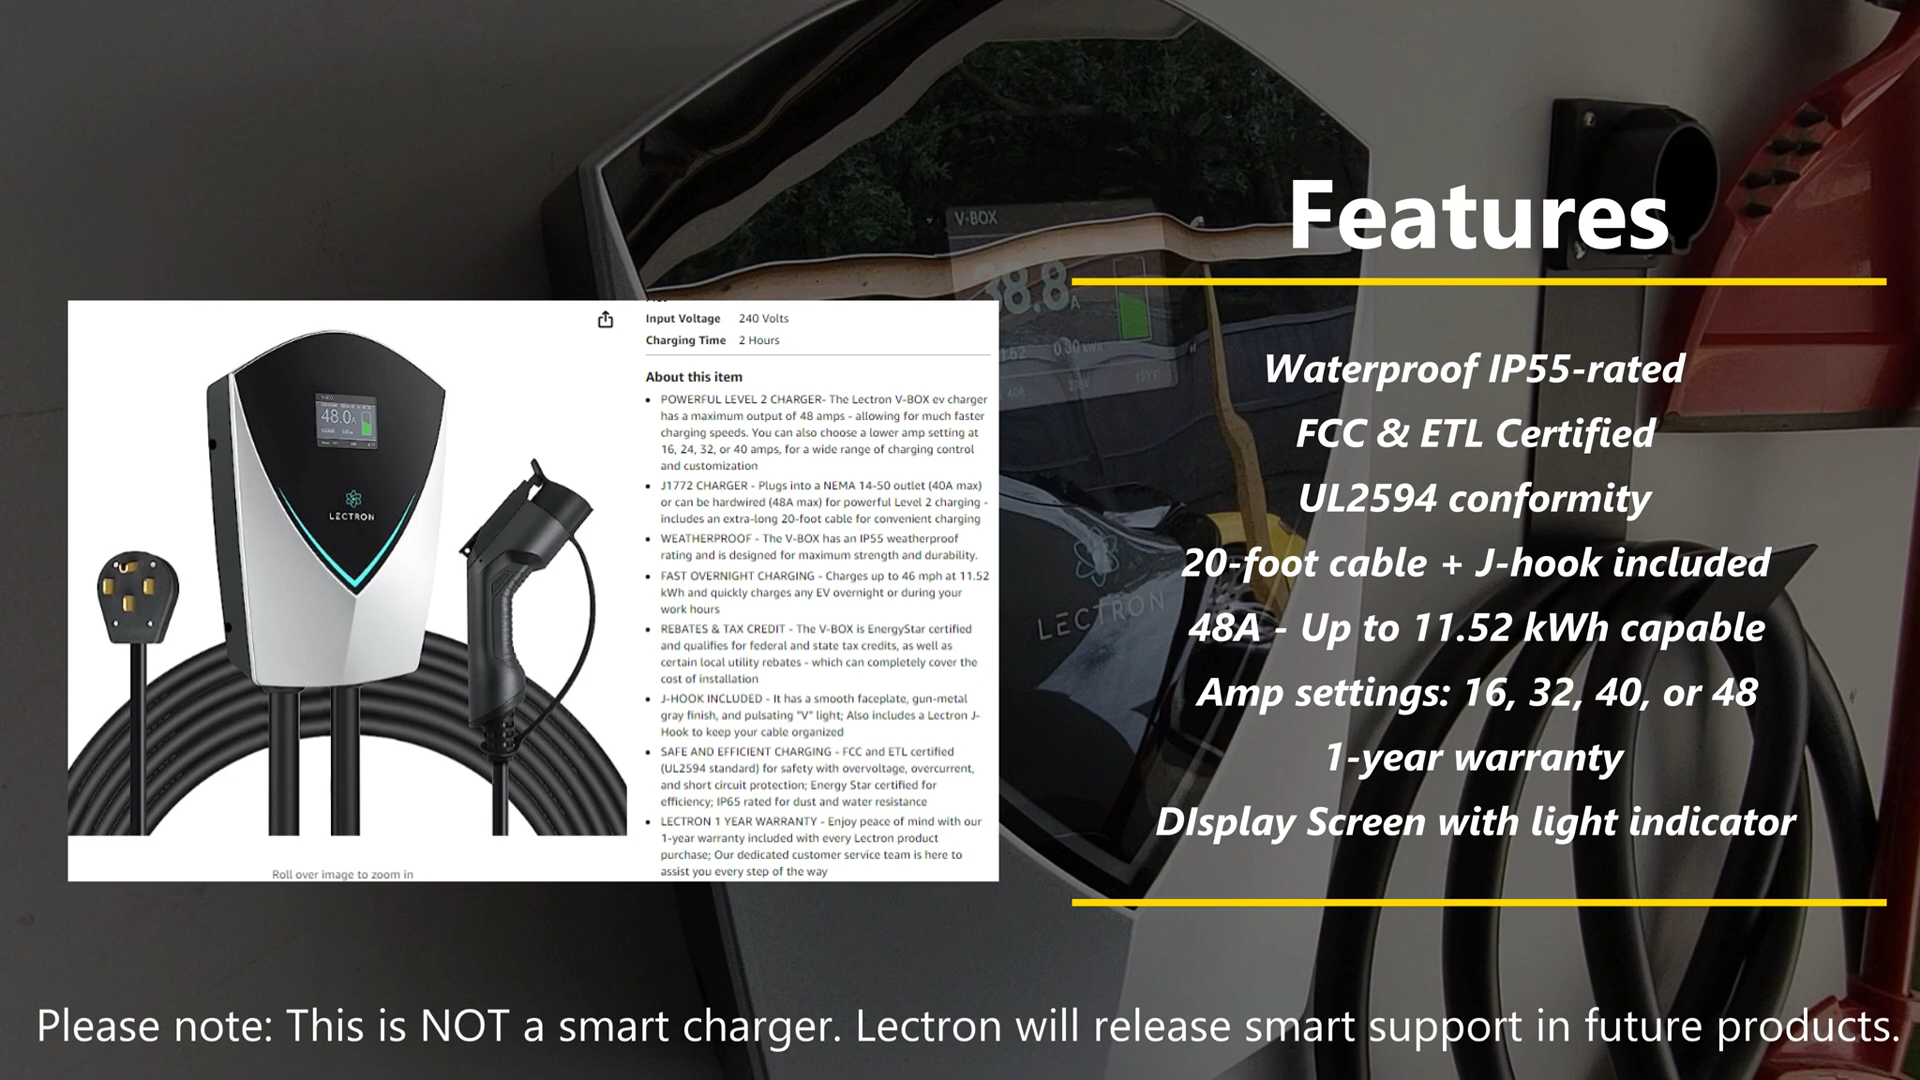 Features
Waterproof IP55-rated
FCC & ETL Certified
UL2594 conformity
20-foot cable + J-hook included
48A - Up to 11.52 kWh capable
Amp settings: 16, 32, 40, or 48
1-year warranty
DIsplay Screen with light indicator
Input Voltage 240 Volts
Charging Time 2 Hours
About this item
• POWERFUL LEVEL 2 CHARGER- The Lectron V-BOX ev charger
has a maximum output of 48 amps - allowing for much faster
charging speeds. You can also choose a lower amp setting at
16, 24, 32, or 40 amps, for a wide range of charging control
and customization
• J1772 CHARGER - Plugs into a NEMA 14-50 outlet (40A max)
or can be hardwired (48A max) for powerful Level 2 charging -
includes an extra-long 20-foot cable for convenient charging
• WEATHERPROOF - The V-BOX has an IP55 weatherproof
rating and is designed for maximum strength and durability.
• FAST OVERNIGHT CHARGING - Charges up to 46 mph at 11.52
kWh and quickly charges any EV overnight or during your
work hours
• REBATES & TAX CREDIT - The V-BOX is EnergyStar certified
and qualifies for federal and state tax credits, as well as
certain local utility rebates - which can completely cover the
cost of installation
• J-HOOK INCLUDED - It has a smooth faceplate, gun-metal
gray finish, and pulsating "V" light; Also includes a Lectron J-
Hook to keep your cable organized
• SAFE AND EFFICIENT CHARGING - FCC and ETL certified
(UL2594 standard) for safety with overvoltage, overcurrent,
and short circuit protection; Energy Star certified for
efficiency; IP65 rated for dust and water resistance
• LECTRON 1 YEAR WARRANTY - Enjoy peace of mind with our
1-year warranty included with every Lectron product
purchase; Our dedicated customer service team is here to
assist you every step of the way
48.0A
LECTRON
Roll over image to zoom in
V-BOX
38.8A
LECTRON
Please note: This is NOT a smart charger. Lectron will release smart support in future products.